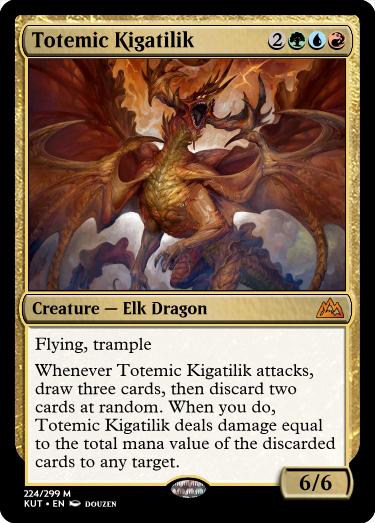 Totemic Kigatilik 2
Creature — Elk Dragon
Flying, trample
Whenever Totemic Kigatilik attacks,
draw three cards, then discard two
cards at random. When you do,
Totemic Kigatilik deals damage equal
to the total mana value of the discarded
cards to any target.
6/6
224/299 M
KUT • EN DOUZEN